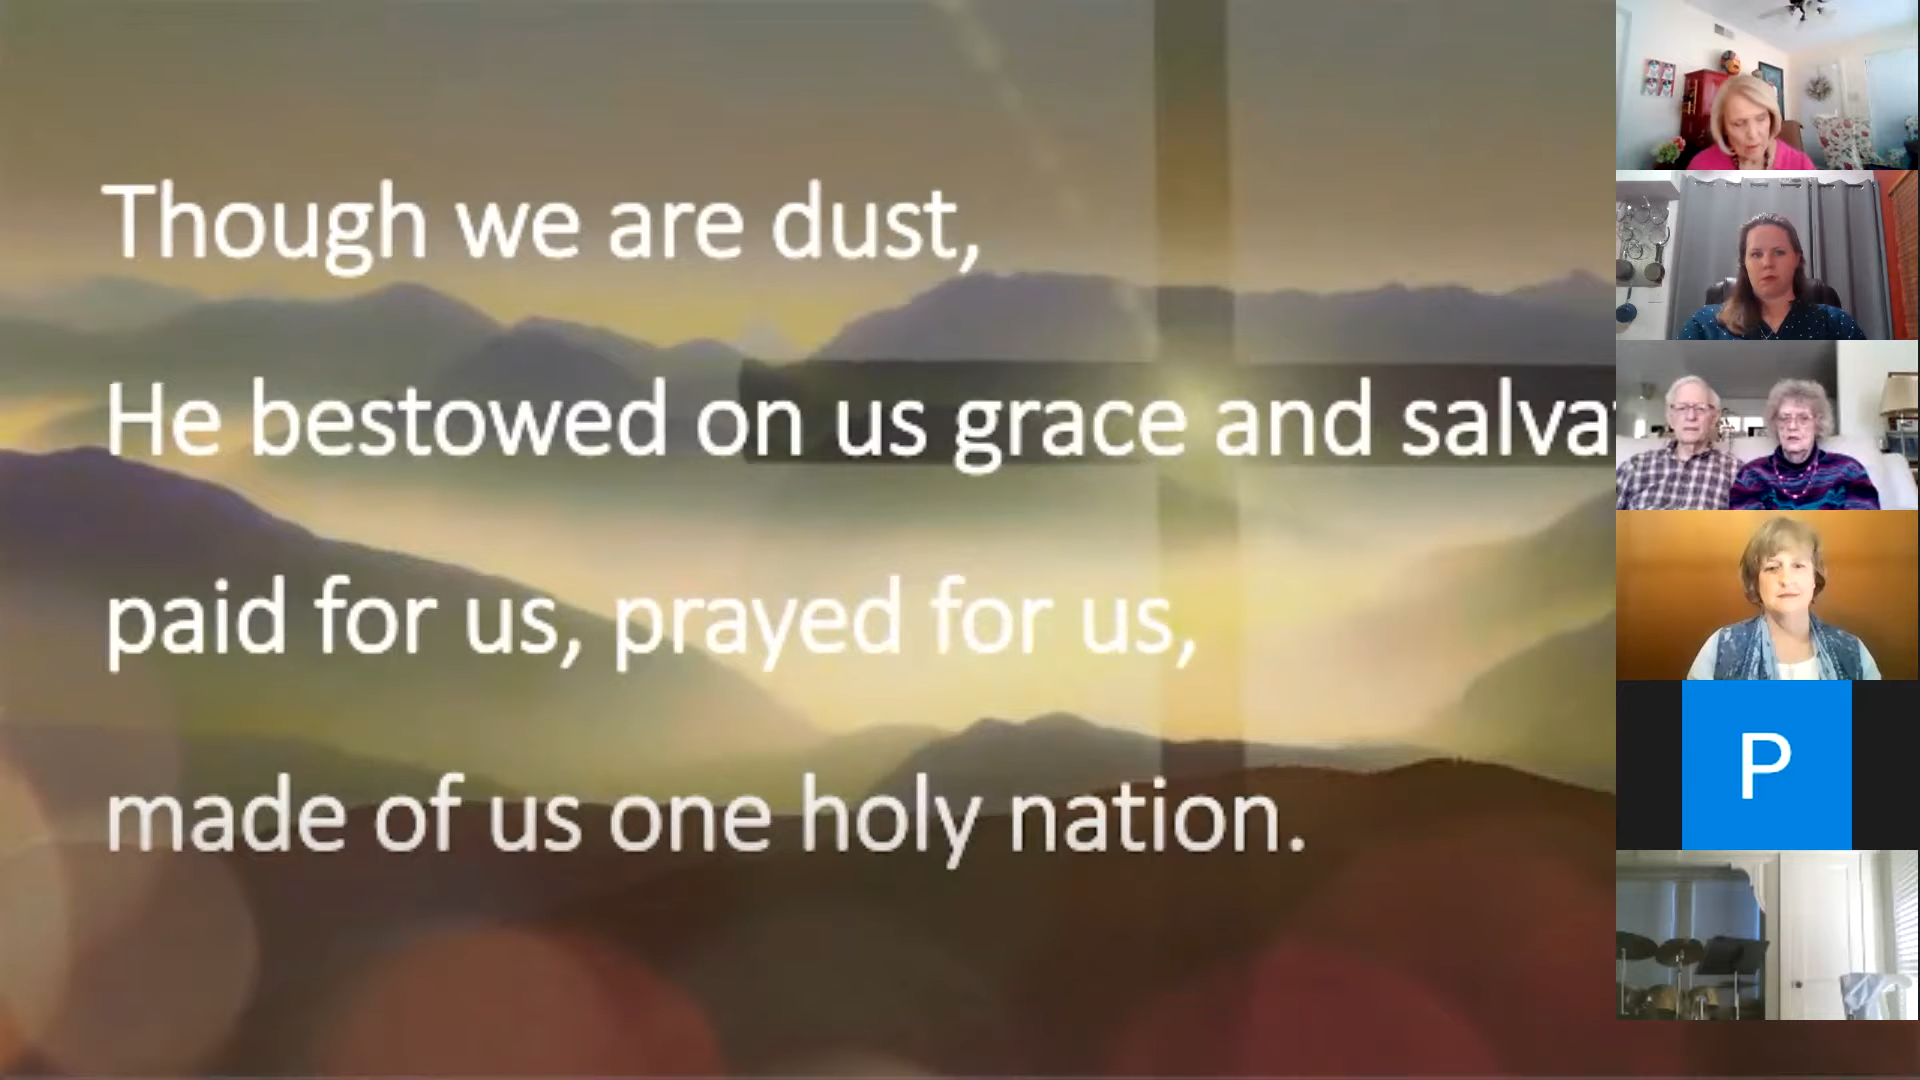 Though we are dust,
He bestowed on us grace and salva
paid for us, prayed for us,
made of us one holy nation.
P